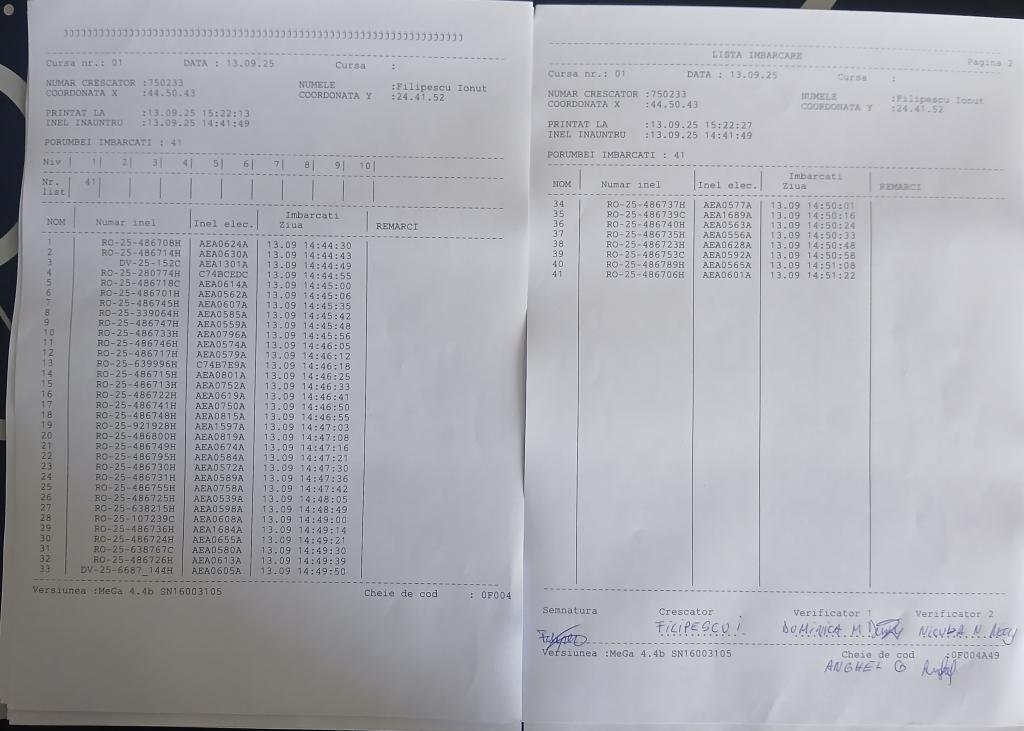 JJJJJJJJJJJJJJJJJJJJJJJJJJJJJJJJJJJJJJJJJJJJJJJJJJJJJJJJJJJJJJJJJJJJJJJJJJJJ
Cursa nr.: 01 DATA : 13.09.25 Cursa :
NUMAR CRESCATOR :750233 NUMELE :Filipescu Ionut
COORDONATA X :44.50.43 COORDONATA Y :24.41.52
PRINTAT LA :13.09.25 15:22:13
INEL INAUNTRU :13.09.25 14:41:49
PORUMBEI IMBARCATI : 41
Niv | 1| 2| 3| 4| 5| 6| 7| 8| 9| 10|
Nr. | 41| | | | | | | | | |
list| | | | | | | | | | |
NOM | Numar inel | Inel elec. | Imbarcati Ziua | REMARCI
1 RO-25-486708H AEA0624A 13.09 14:44:30
2 RO-25-486714H AEA0630A 13.09 14:44:43
3 DV-25-152C AEA1301A 13.09 14:44:49
4 RO-25-280774H C74BCEDC 13.09 14:44:55
5 RO-25-486718C AEA0614A 13.09 14:45:00
6 RO-25-486701H AEA0562A 13.09 14:45:06
7 RO-25-486745H AEA0607A 13.09 14:45:35
8 RO-25-339064H AEA0585A 13.09 14:45:42
9 RO-25-486747H AEA0559A 13.09 14:45:48
10 RO-25-486733H AEA0796A 13.09 14:45:56
11 RO-25-486746H AEA0574A 13.09 14:46:05
12 RO-25-486717H AEA0579A 13.09 14:46:12
13 RO-25-639996H C74B7E9A 13.09 14:46:18
14 RO-25-486715H AEA0801A 13.09 14:46:25
15 RO-25-486713H AEA0752A 13.09 14:46:33
16 RO-25-486722H AEA0619A 13.09 14:46:41
17 RO-25-486741H AEA0750A 13.09 14:46:50
18 RO-25-486748H AEA0815A 13.09 14:46:55
19 RO-25-921928H AEA1597A 13.09 14:47:03
20 RO-25-486800H AEA0819A 13.09 14:47:08
21 RO-25-486749H AEA0674A 13.09 14:47:16
22 RO-25-486795H AEA0584A 13.09 14:47:21
23 RO-25-486730H AEA0572A 13.09 14:47:30
24 RO-25-486731H AEA0589A 13.09 14:47:36
25 RO-25-486755H AEA0758A 13.09 14:47:42
26 RO-25-486725H AEA0539A 13.09 14:48:05
27 RO-25-638215H AEA0598A 13.09 14:48:49
28 RO-25-107239C AEA0608A 13.09 14:49:00
29 RO-25-486736H AEA1684A 13.09 14:49:14
30 RO-25-486724H AEA0655A 13.09 14:49:21
31 RO-25-638767C AEA0580A 13.09 14:49:30
32 RO-25-486726H AEA0613A 13.09 14:49:39
33 DV-25-6687_144H AEA0605A 13.09 14:49:50
Versiunea :MeGa 4.4b SN16003105 Cheie de cod : 0F004
LISTA IMBARCARE Pagina 2
Cursa nr.: 01 DATA : 13.09.25 Cursa :
NUMAR CRESCATOR :750233 NUMELE :Filipescu Ionut
COORDONATA X :44.50.43 COORDONATA Y :24.41.52
PRINTAT LA :13.09.25 15:22:27
INEL INAUNTRU :13.09.25 14:41:49
PORUMBEI IMBARCATI : 41
NOM | Numar inel | Inel elec. | Imbarcati Ziua | REMARCI
34 RO-25-486737H AEA0577A 13.09 14:50:01
35 RO-25-486739C AEA1689A 13.09 14:50:16
36 RO-25-486740H AEA0563A 13.09 14:50:24
37 RO-25-486735H AEA0556A 13.09 14:50:33
38 RO-25-486723H AEA0628A 13.09 14:50:48
39 RO-25-486753C AEA0592A 13.09 14:50:58
40 RO-25-486789H AEA0565A 13.09 14:51:08
41 RO-25-486706H AEA0601A 13.09 14:51:22
Semnatura Crescator Verificator 1 Verificator 2
FILIPESCU I. DOMINICA M. NICULA N.
Versiunea :MeGa 4.4b SN16003105 Cheie de cod :0F004A49
ANGHEL C